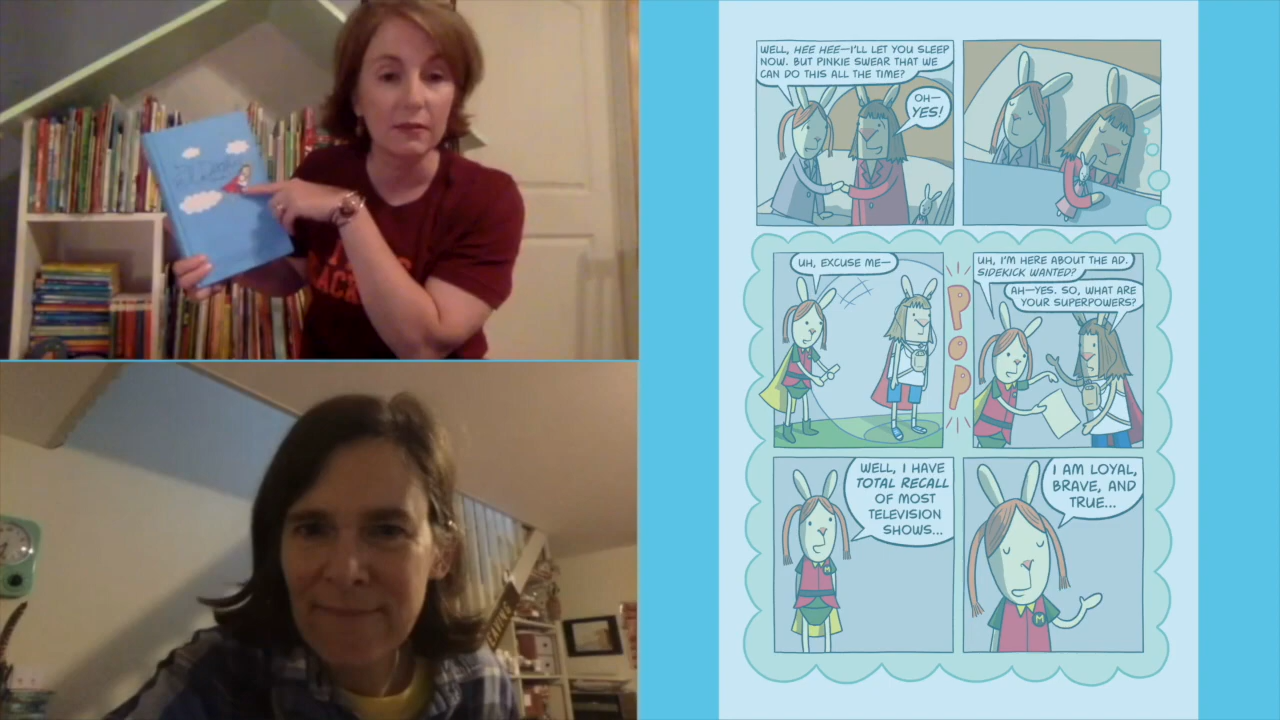 WELL, HEE HEE—I'LL LET YOU SLEEP
NOW. BUT PINKIE SWEAR THAT WE
CAN DO THIS ALL THE TIME?
OH—
YES!
UH, EXCUSE ME—
POP
UH, I'M HERE ABOUT THE AD.
SIDEKICK WANTED?
AH—YES. SO, WHAT ARE
YOUR SUPERPOWERS?
WELL, I HAVE
TOTAL RECALL
OF MOST
TELEVISION
SHOWS...
I AM LOYAL,
BRAVE, AND
TRUE...
M